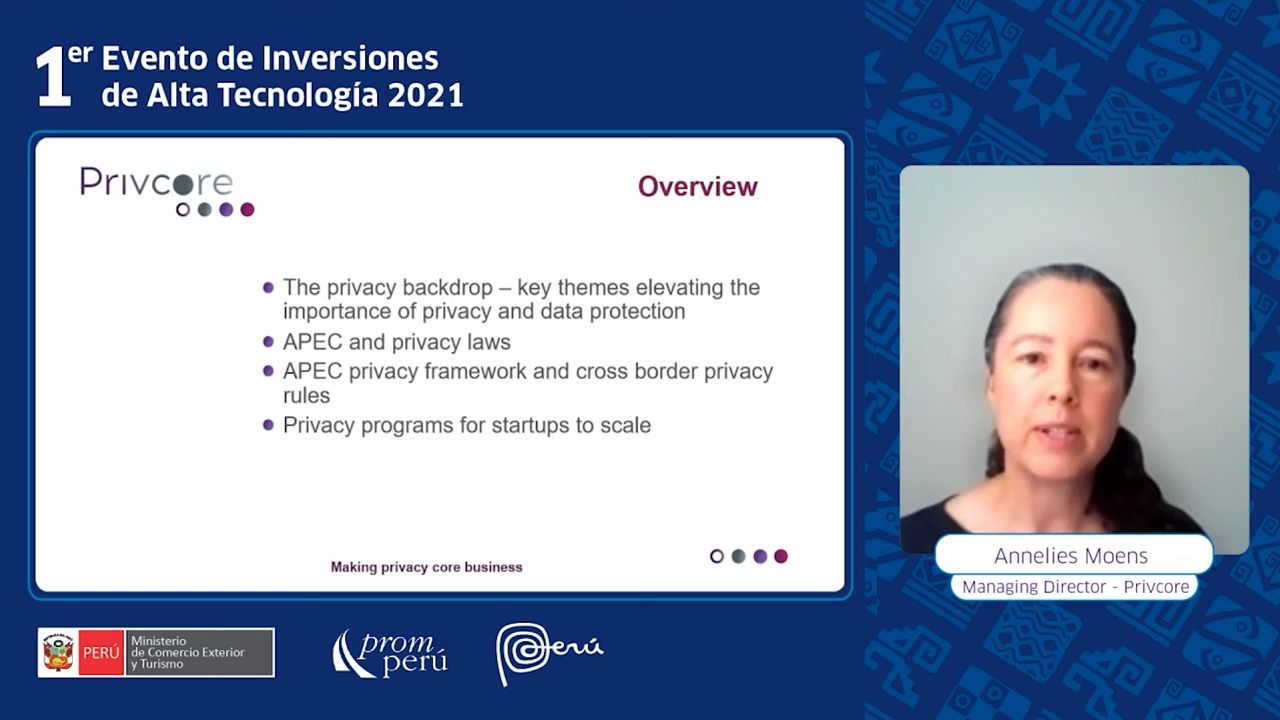 1er Evento de Inversiones
de Alta Tecnología 2021
Privcore
Overview
The privacy backdrop – key themes elevating the
importance of privacy and data protection
APEC and privacy laws
APEC privacy framework and cross border privacy
rules
Privacy programs for startups to scale
Making privacy core business
Annelies Moens
Managing Director - Privcore
PERÚ
Ministerio
de Comercio Exterior
y Turismo
prom
perú
Perú